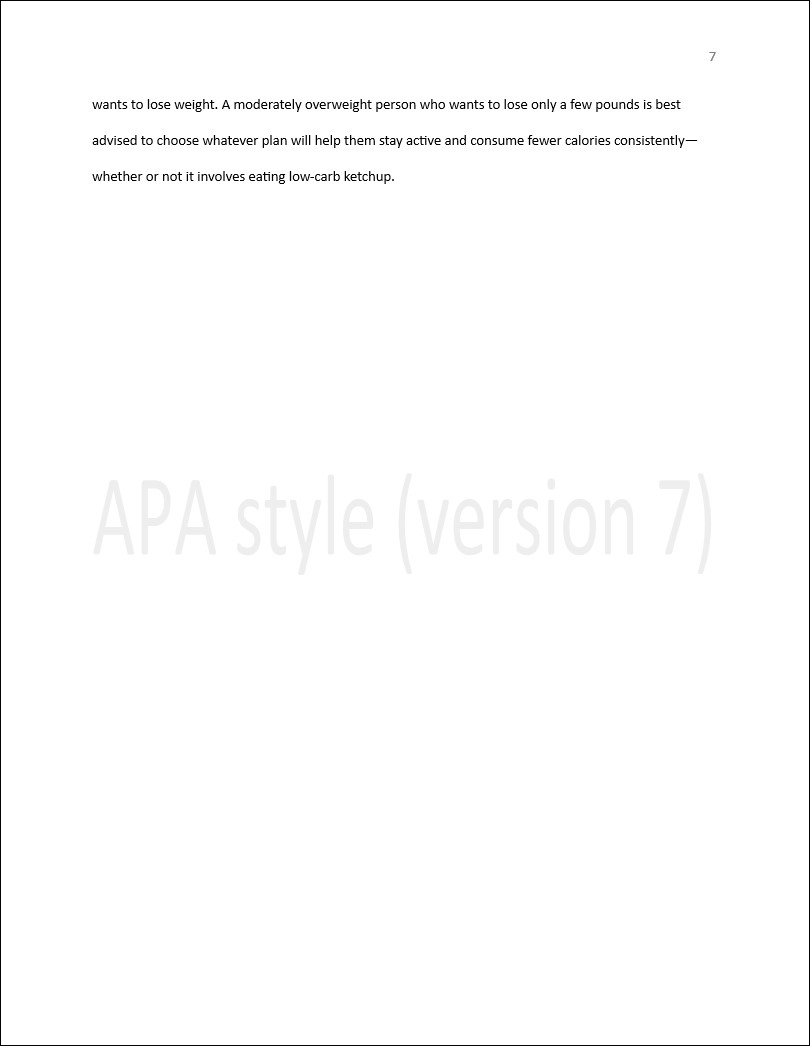 7
wants to lose weight. A moderately overweight person who wants to lose only a few pounds is best
advised to choose whatever plan will help them stay active and consume fewer calories consistently—
whether or not it involves eating low-carb ketchup.
APA style (version 7)